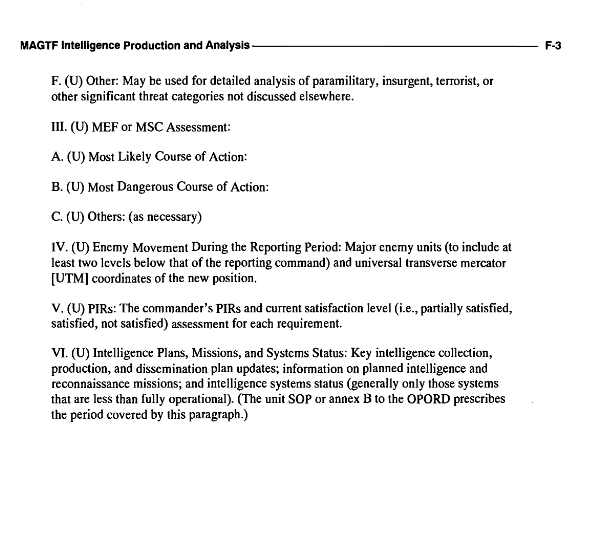 MAGTF Intelligence Production and Analysis F-3
F. (U) Other: May be used for detailed analysis of paramilitary, insurgent, terrorist, or
other significant threat categories not discussed elsewhere.
III. (U) MEF or MSC Assessment:
A. (U) Most Likely Course of Action:
B. (U) Most Dangerous Course of Action:
C. (U) Others: (as necessary)
IV. (U) Enemy Movement During the Reporting Period: Major enemy units (to include at
least two levels below that of the reporting command) and universal transverse mercator
[UTM] coordinates of the new position.
V. (U) PIRs: The commander's PIRs and current satisfaction level (i.e., partially satisfied,
satisfied, not satisfied) assessment for each requirement.
VI. (U) Intelligence Plans, Missions, and Systems Status: Key intelligence collection,
production, and dissemination plan updates; information on planned intelligence and
reconnaissance missions; and intelligence systems status (generally only those systems
that are less than fully operational). (The unit SOP or annex B to the OPORD prescribes
the period covered by this paragraph.)